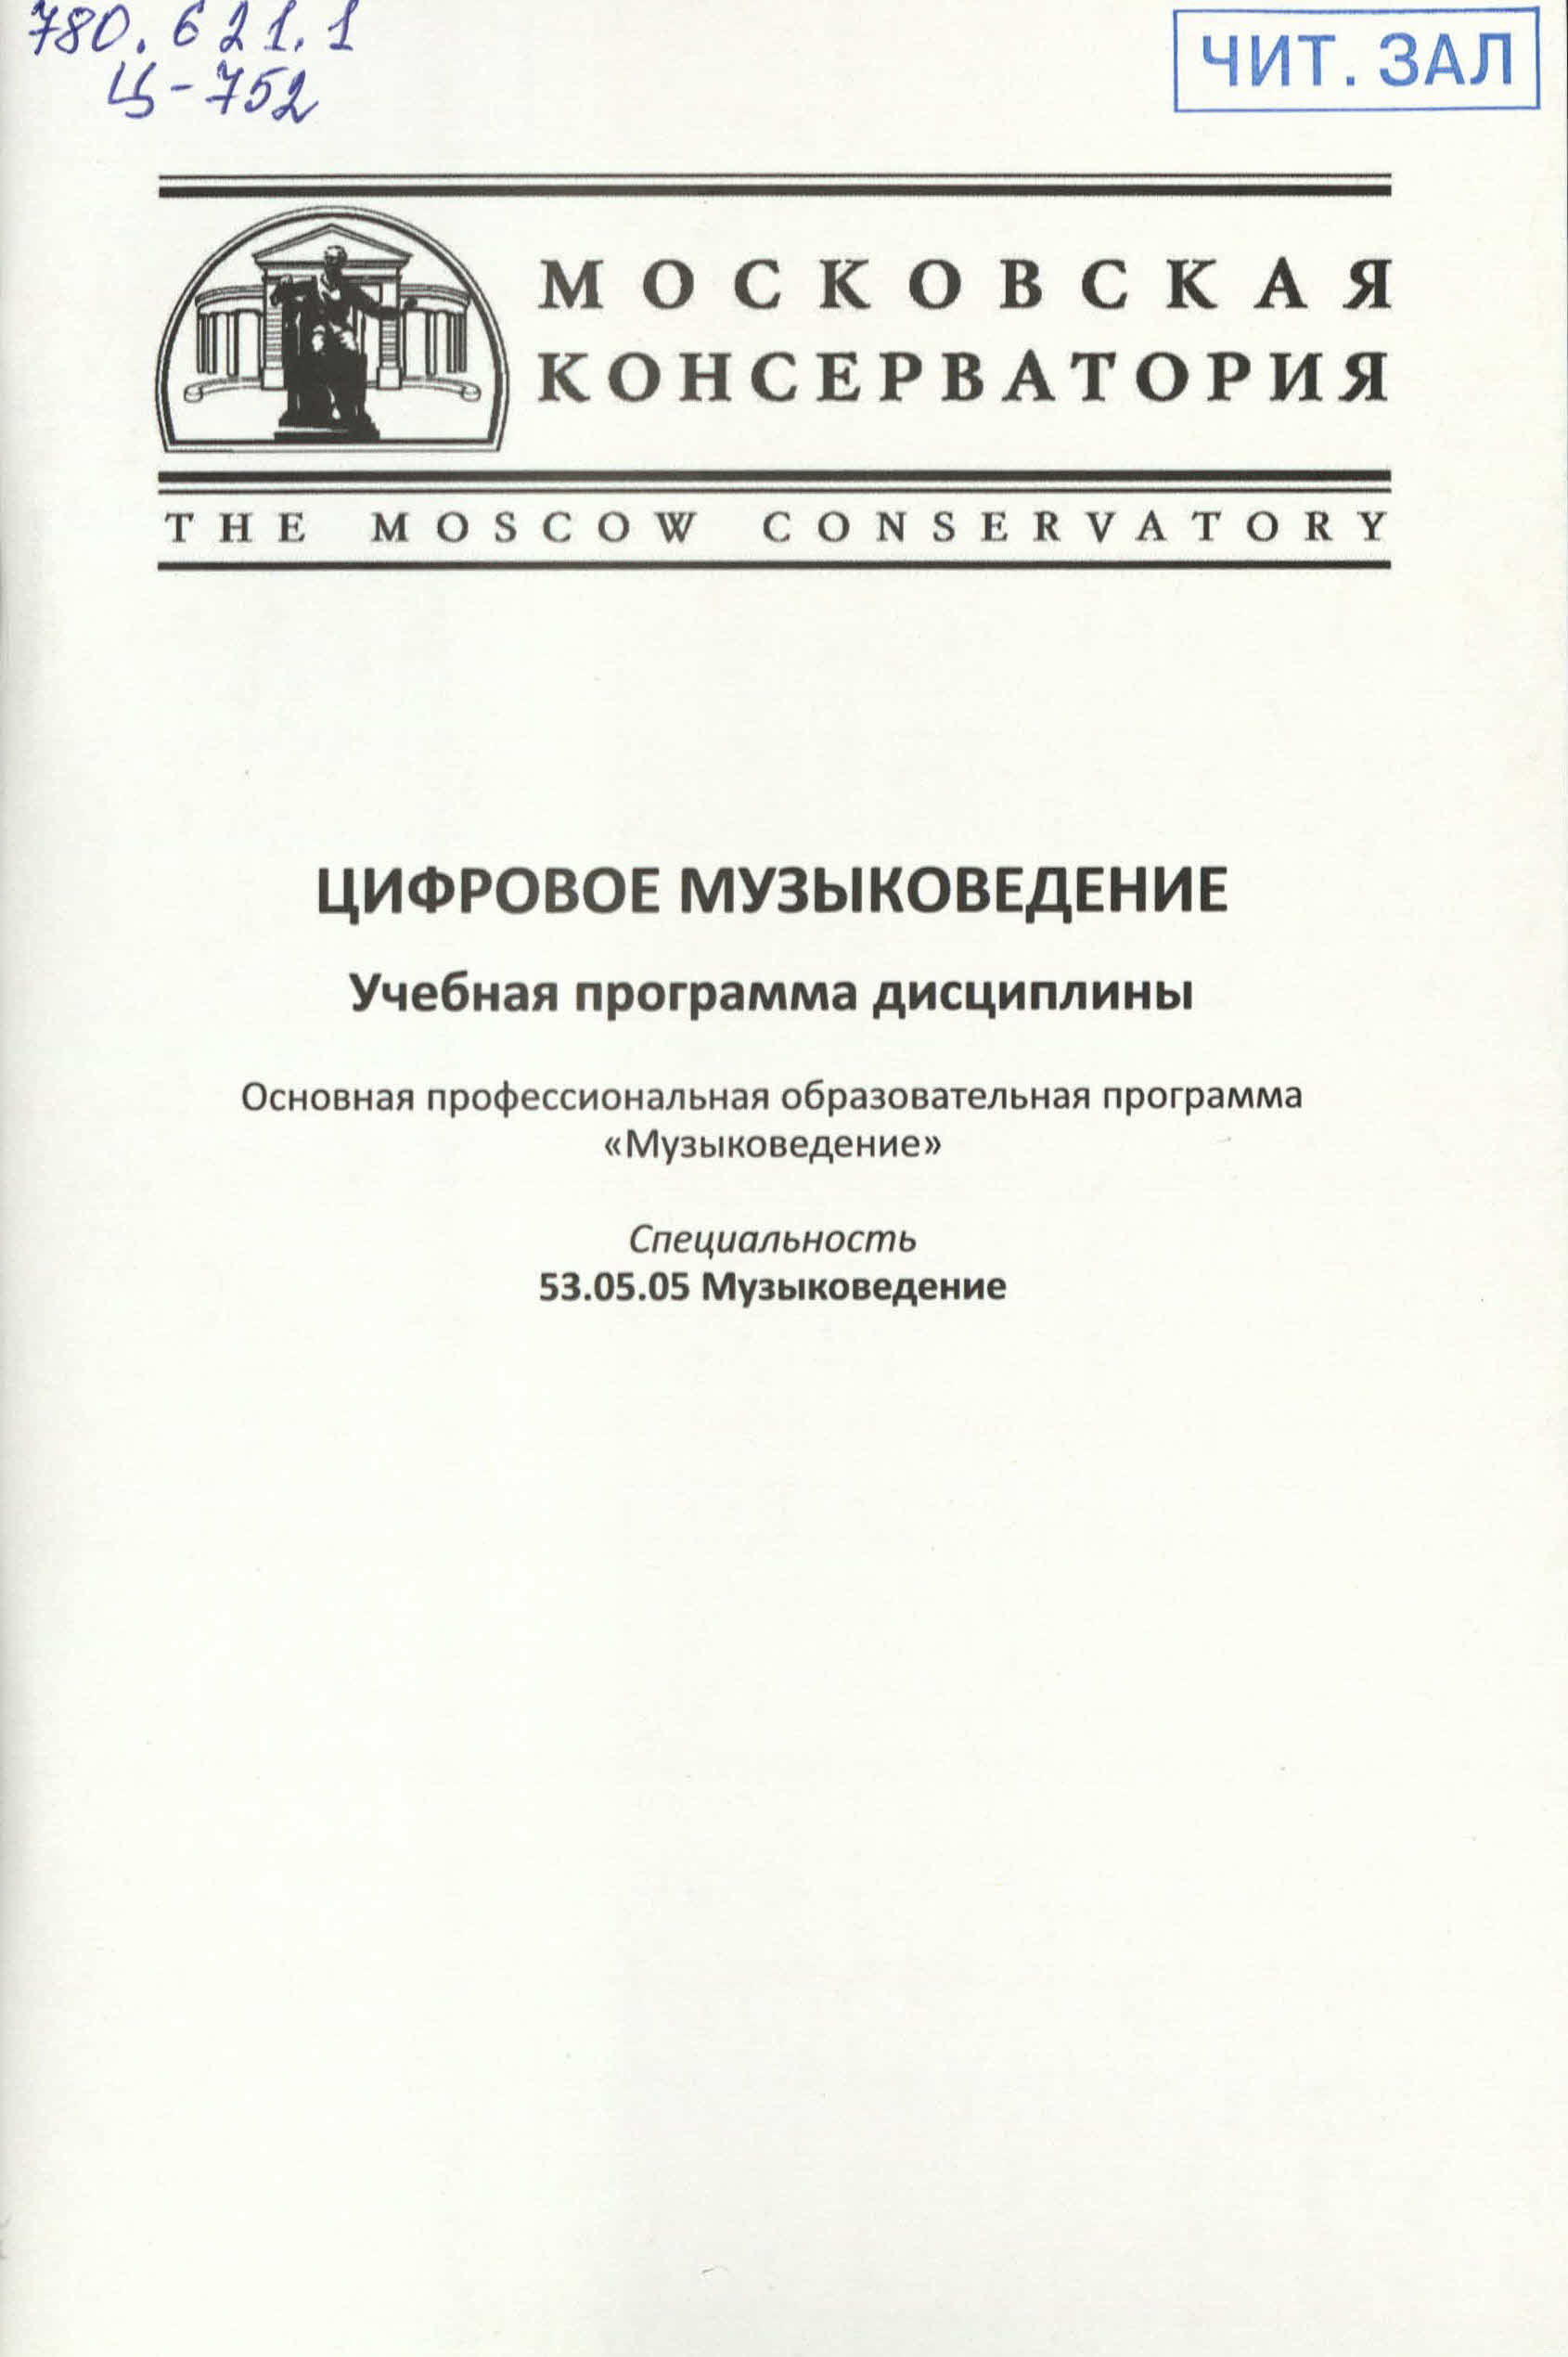 780.621.1
Ц-752
ЧИТ. ЗАЛ
МОСКОВСКАЯ
КОНСЕРВАТОРИЯ
THE MOSCOW CONSERVATORY
ЦИФРОВОЕ МУЗЫКОВЕДЕНИЕ
Учебная программа дисциплины
Основная профессиональная образовательная программа
«Музыковедение»
Специальность
53.05.05 Музыковедение